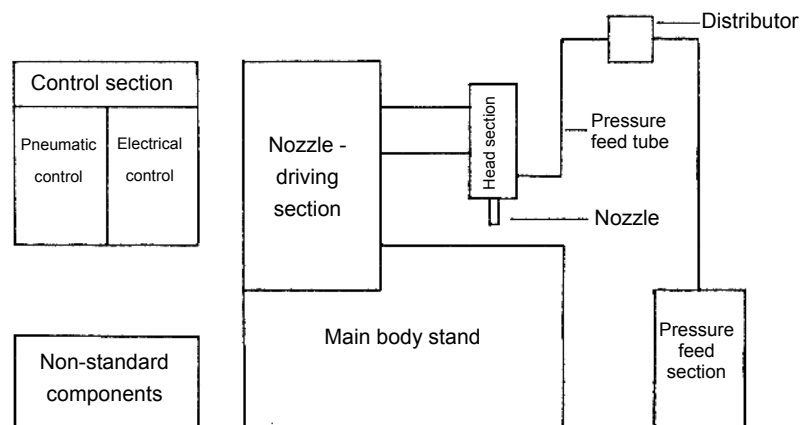 Distributor
Control section
Pneumatic
control
Electrical
control
Nozzle -
driving
section
Head section
Pressure
feed tube
Nozzle
Main body stand
Pressure
feed
section
Non-standard
components